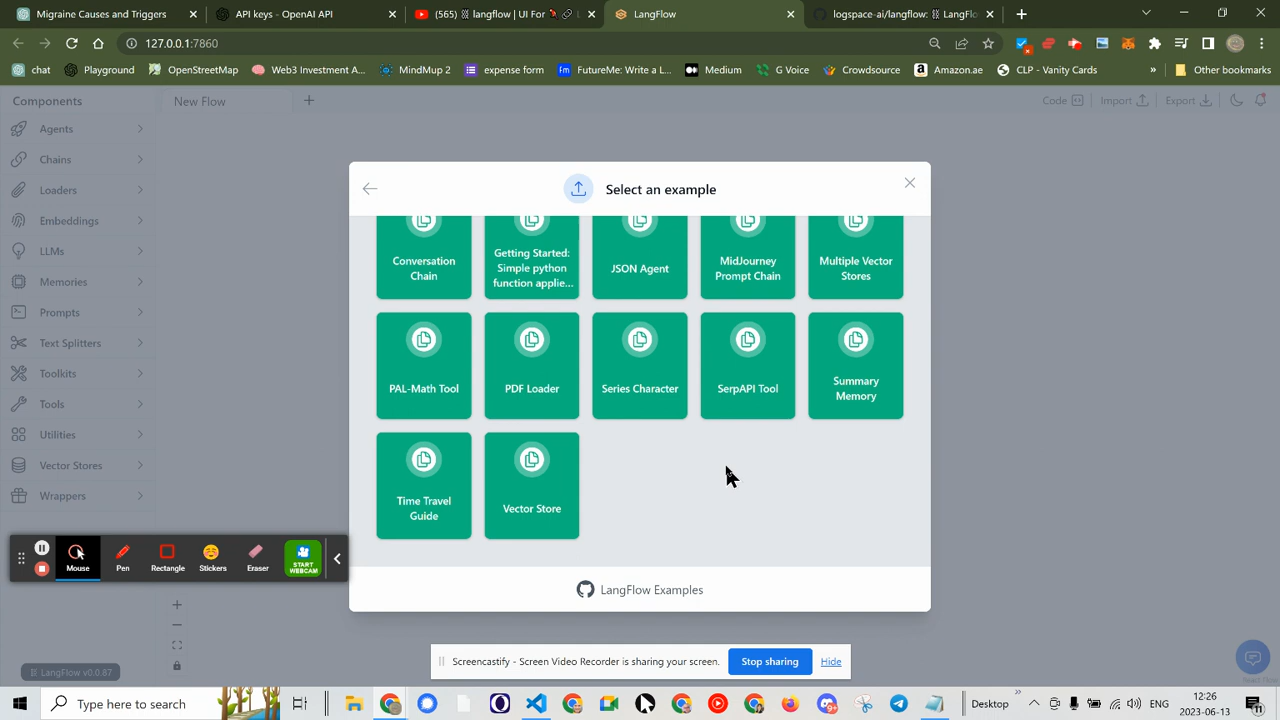 Migraine Cases and Triggers
API keys - OpenAI API
(565) langflow | UI For
LangFlow
logspace-ai/langflow: LangFlo
127.0.0.1:7860
chat
Playground
OpenStreetMap
Web3 Investment A...
MindMup 2
expense form
FutureMe: Write a L...
Medium
G Voice
Crowdsource
Amazon.ae
CLP - Vanity Cards
»
Other bookmarks
Components
New Flow
Code
Import
Export
Agents
Chains
Loaders
Embeddings
LLMs
Memories
Prompts
Text Splitters
Toolkits
Tools
Utilities
Vector Stores
Wrappers
Select an example
Conversation
Chain
Getting Started:
Simple python
function applie...
JSON Agent
MidJourney
Prompt Chain
Multiple Vector
Stores
PAL-Math Tool
PDF Loader
Series Character
SerpAPI Tool
Summary
Memory
Time Travel
Guide
Vector Store
LangFlow Examples
Mouse
Pen
Rectangle
Stickers
Eraser
START
WEBCAM
Screencastify - Screen Video Recorder is sharing your screen.
Stop sharing
Hide
LangFlow v0.0.87
Type here to search
Desktop
ENG
12:26
2023-06-13